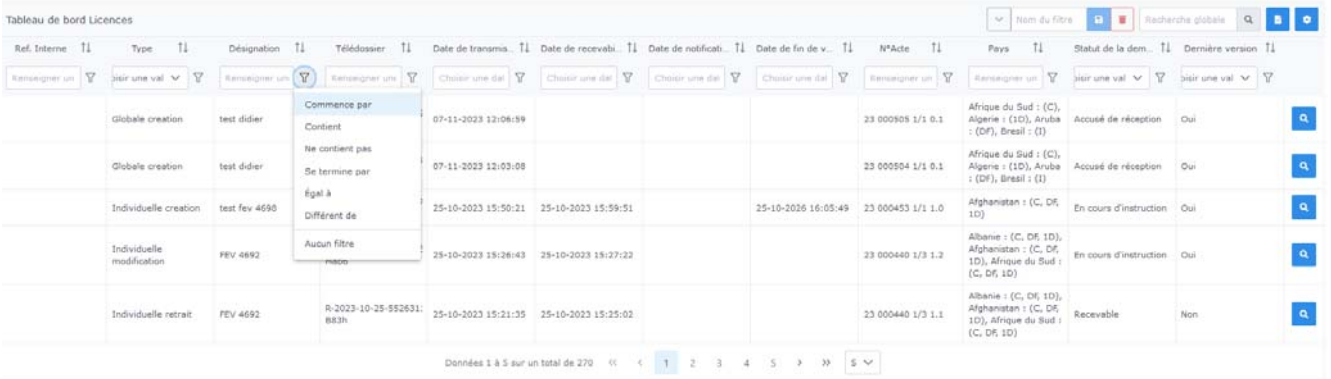 Tableau de bord Licences
Nom du filtre
Recherche globale
Ref. Interne
Type
Désignation
Télédossier
Date de transmis...
Date de recevabi...
Date de notificati...
Date de fin de v...
N°Acte
Pays
Statut de la dem...
Dernière version
Renseigner un
oisir une val
Renseigner un
Renseigner un
Choisir une dat
Choisir une dat
Choisir une dat
Choisir une dat
Renseigner un
Renseigner un
oisir une val
oisir une val
Commence par
Contient
Ne contient pas
Se termine par
Égal à
Différent de
Aucun filtre
Globale creation
test didier
07-11-2023 12:06:59
23 000505 1/1 0.1
Afrique du Sud : (C),
Algerie : (1D), Aruba
: (DF), Bresil : (I)
Accusé de réception
Oui
Globale creation
test didier
07-11-2023 12:03:08
23 000504 1/1 0.1
Afrique du Sud : (C),
Algerie : (1D), Aruba
: (DF), Bresil : (I)
Accusé de réception
Oui
Individuelle creation
test fev 4698
25-10-2023 15:50:21
25-10-2023 15:59:51
25-10-2026 16:05:49
23 000453 1/1 1.0
Afghanistan : (C, DF,
1D)
En cours d'instruction
Oui
Individuelle
modification
FEV 4692
25-10-2023 15:26:43
25-10-2023 15:27:22
23 000440 1/3 1.2
Albanie : (C, DF, 1D),
Afghanistan : (C, DF,
1D), Afrique du Sud :
(C, DF, 1D)
En cours d'instruction
Oui
Individuelle retrait
FEV 4692
R-2023-10-25-552631:
B83h
25-10-2023 15:21:35
25-10-2023 15:25:02
23 000440 1/3 1.1
Albanie : (C, DF, 1D),
Afghanistan : (C, DF,
1D), Afrique du Sud :
(C, DF, 1D)
Recevable
Non
Données 1 à 5 sur un total de 270 « ‹ 1 2 3 4 5 › » 5